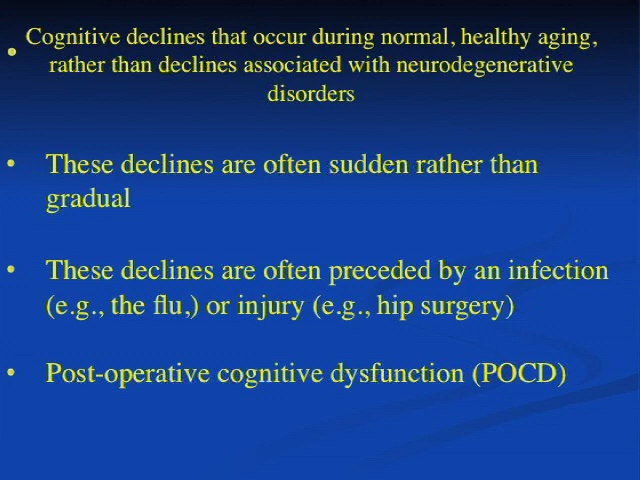 • Cognitive declines that occur during normal, healthy aging,
rather than declines associated with neurodegenerative
disorders
• These declines are often sudden rather than
gradual
• These declines are often preceded by an infection
(e.g., the flu,) or injury (e.g., hip surgery)
• Post-operative cognitive dysfunction (POCD)